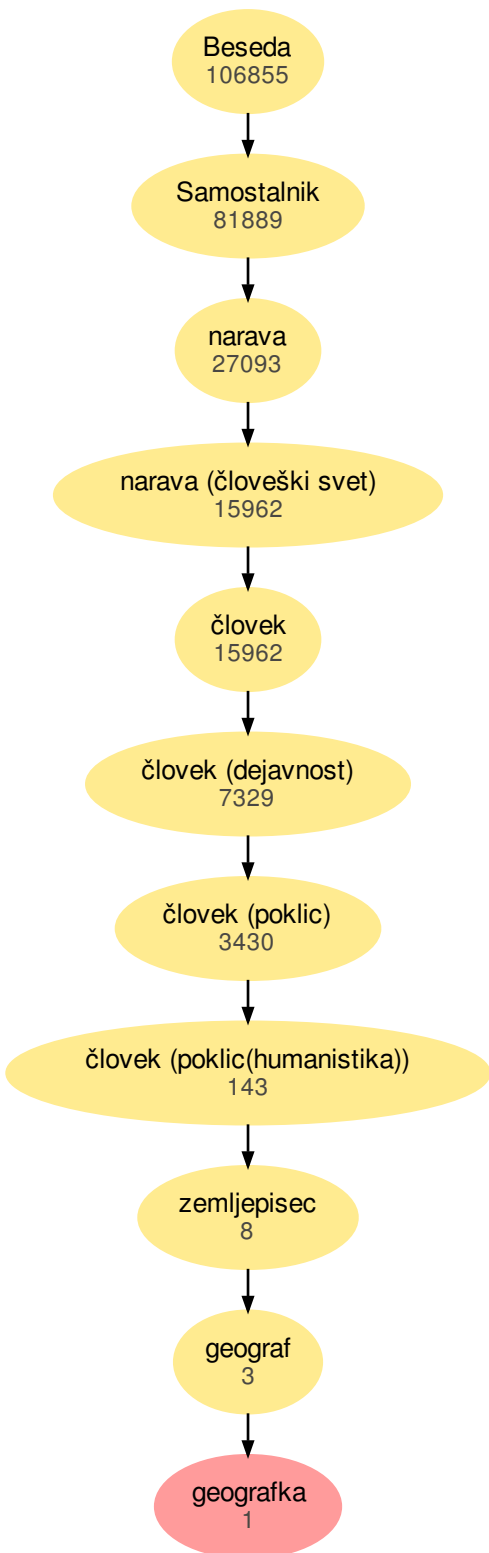 Beseda
106855
Samostalnik
81889
narava
27093
narava (človeški svet)
15962
človek
15962
človek (dejavnost)
7329
človek (poklic)
3430
človek (poklic(humanistika))
143
zemljepisec
8
geograf
3
geografka
1